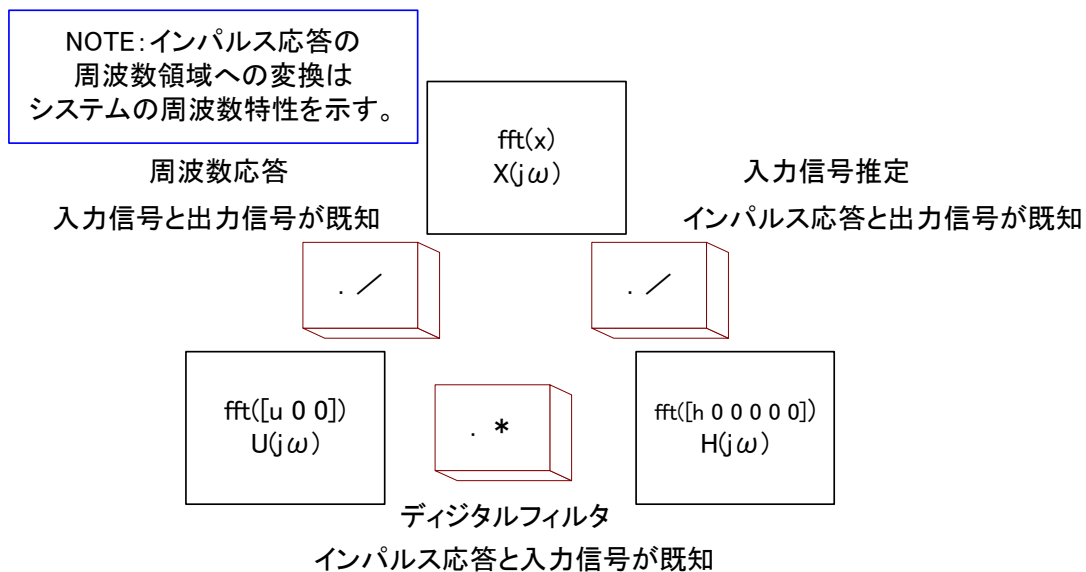 NOTE:インパルス応答の
周波数領域への変換は
システムの周波数特性を示す。
fft(x)
X(jω)
周波数応答
入力信号と出力信号が既知
入力信号推定
インパルス応答と出力信号が既知
. ／
. ／
fft([u 0 0])
U(jω)
. *
fft([h 0 0 0 0 0])
H(jω)
ディジタルフィルタ
インパルス応答と入力信号が既知